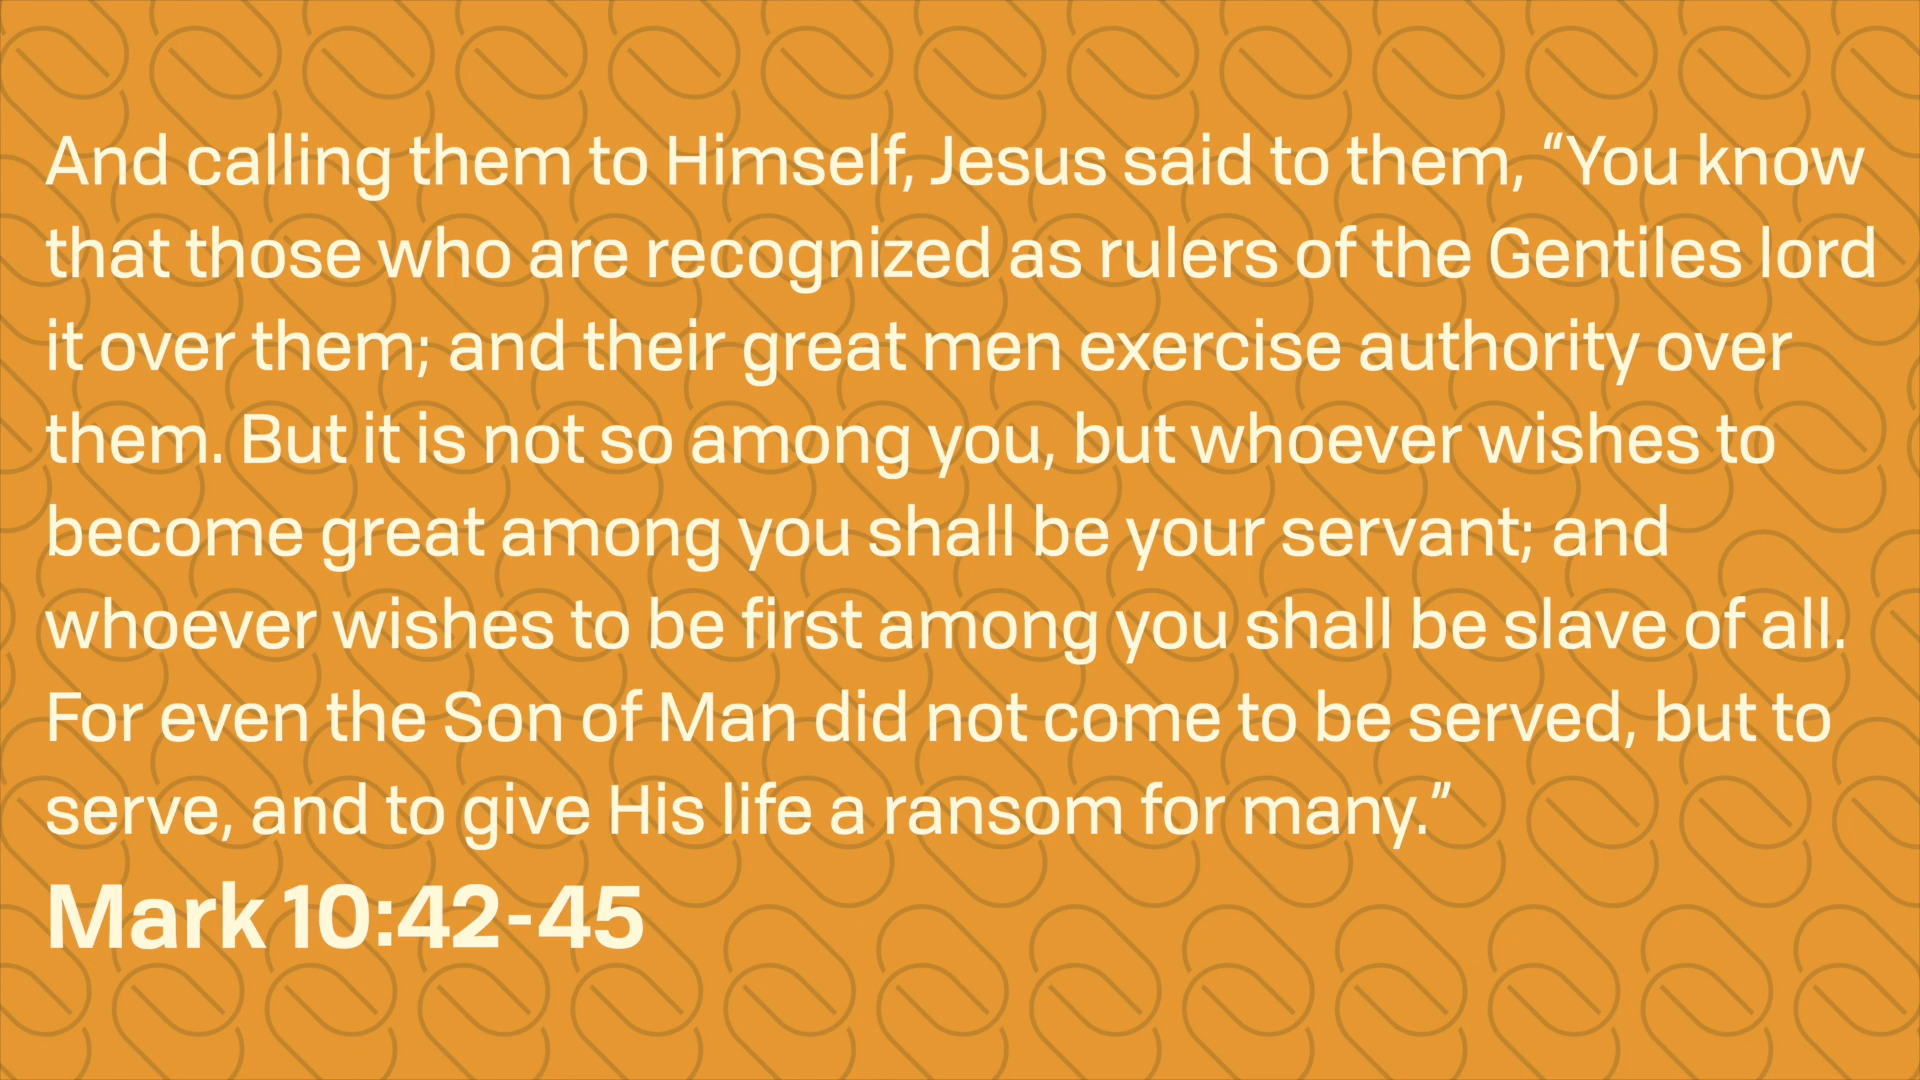 And calling them to Himself, Jesus said to them, “You know
that those who are recognized as rulers of the Gentiles lord
it over them; and their great men exercise authority over
them. But it is not so among you, but whoever wishes to
become great among you shall be your servant; and
whoever wishes to be first among you shall be slave of all.
For even the Son of Man did not come to be served, but to
serve, and to give His life a ransom for many.”
Mark 10:42-45